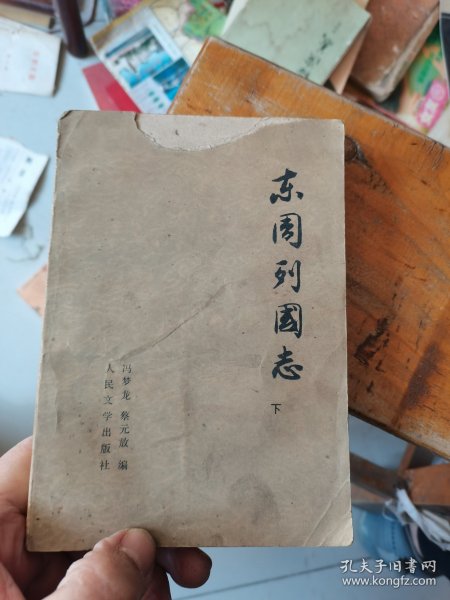 东周列國志
下
冯梦龙 蔡元放 编
人民文学出版社
孔夫子旧书网
www.kongfz.com